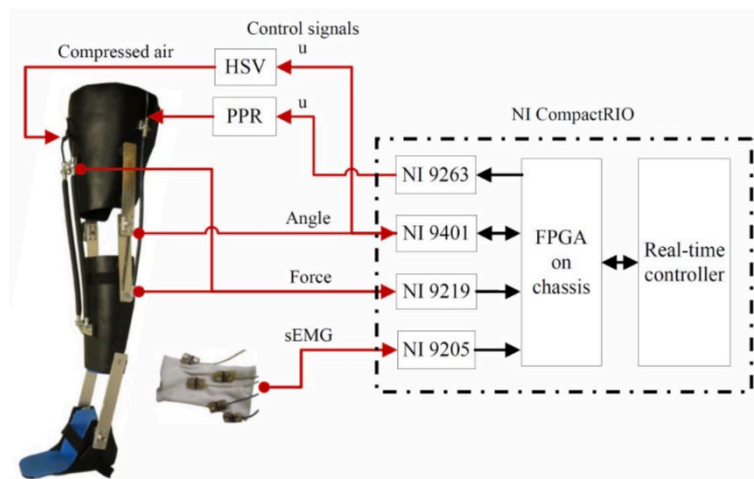 Control signals
Compressed air
u
HSV
u
PPR
NI CompactRIO
NI 9263
Angle
NI 9401
FPGA
on
chassis
Real-time
controller
Force
NI 9219
sEMG
NI 9205